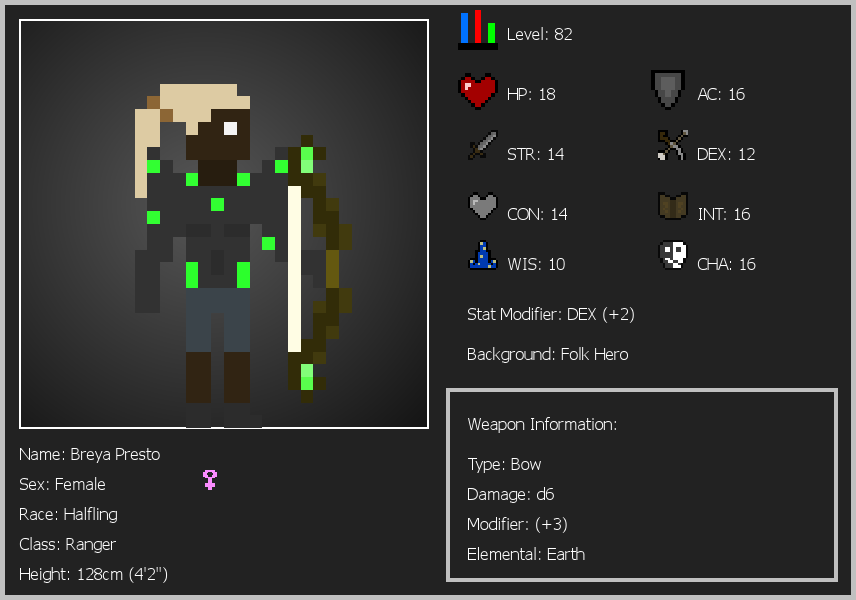 Level: 82
HP: 18
AC: 16
STR: 14
DEX: 12
CON: 14
INT: 16
WIS: 10
CHA: 16
Stat Modifier: DEX (+2)
Background: Folk Hero
Weapon Information:
Type: Bow
Damage: d6
Modifier: (+3)
Elemental: Earth
Name: Breya Presto
Sex: Female
Race: Halfling
Class: Ranger
Height: 128cm (4'2")